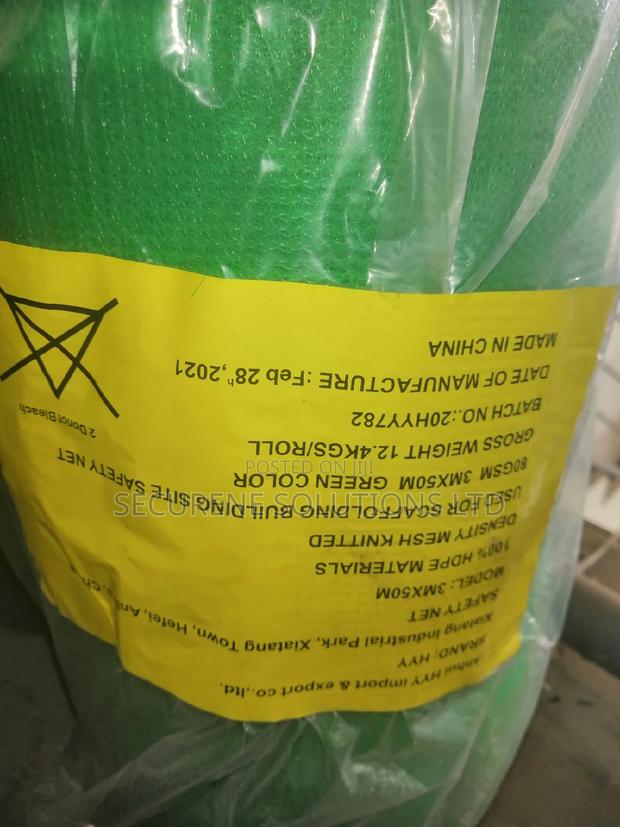 Anhui HYY import & export co.,ltd.
BRAND: HYY
Xiatang Industrial Park, Xiatang Town, Hefei,
SAFETY NET
MODEL: 3MX50M
100% HDPE MATERIALS
DENSITY MESH KNITTED
USED FOR SCAFFOLDING BUILDING SITE SAFETY NET
80GSM 3MX50M GREEN COLOR
GROSS WEIGHT 12.4KGS/ROLL
BATCH NO.:20HYY782
DATE OF MANUFACTURE: Feb 28ʰ,2021
MADE IN CHINA
2 Donot Bleach
POSTED ON JIJI
SECURENE SOLUTIONS LTD